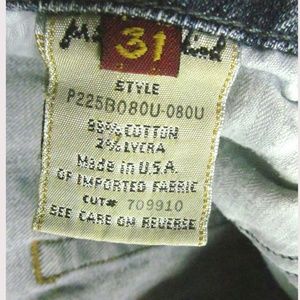 31
STYLE
P225B080U-080U
98% COTTON
2% LYCRA
Made in U.S.A.
OF IMPORTED FABRIC
CUT# 709910
SEE CARE ON REVERSE